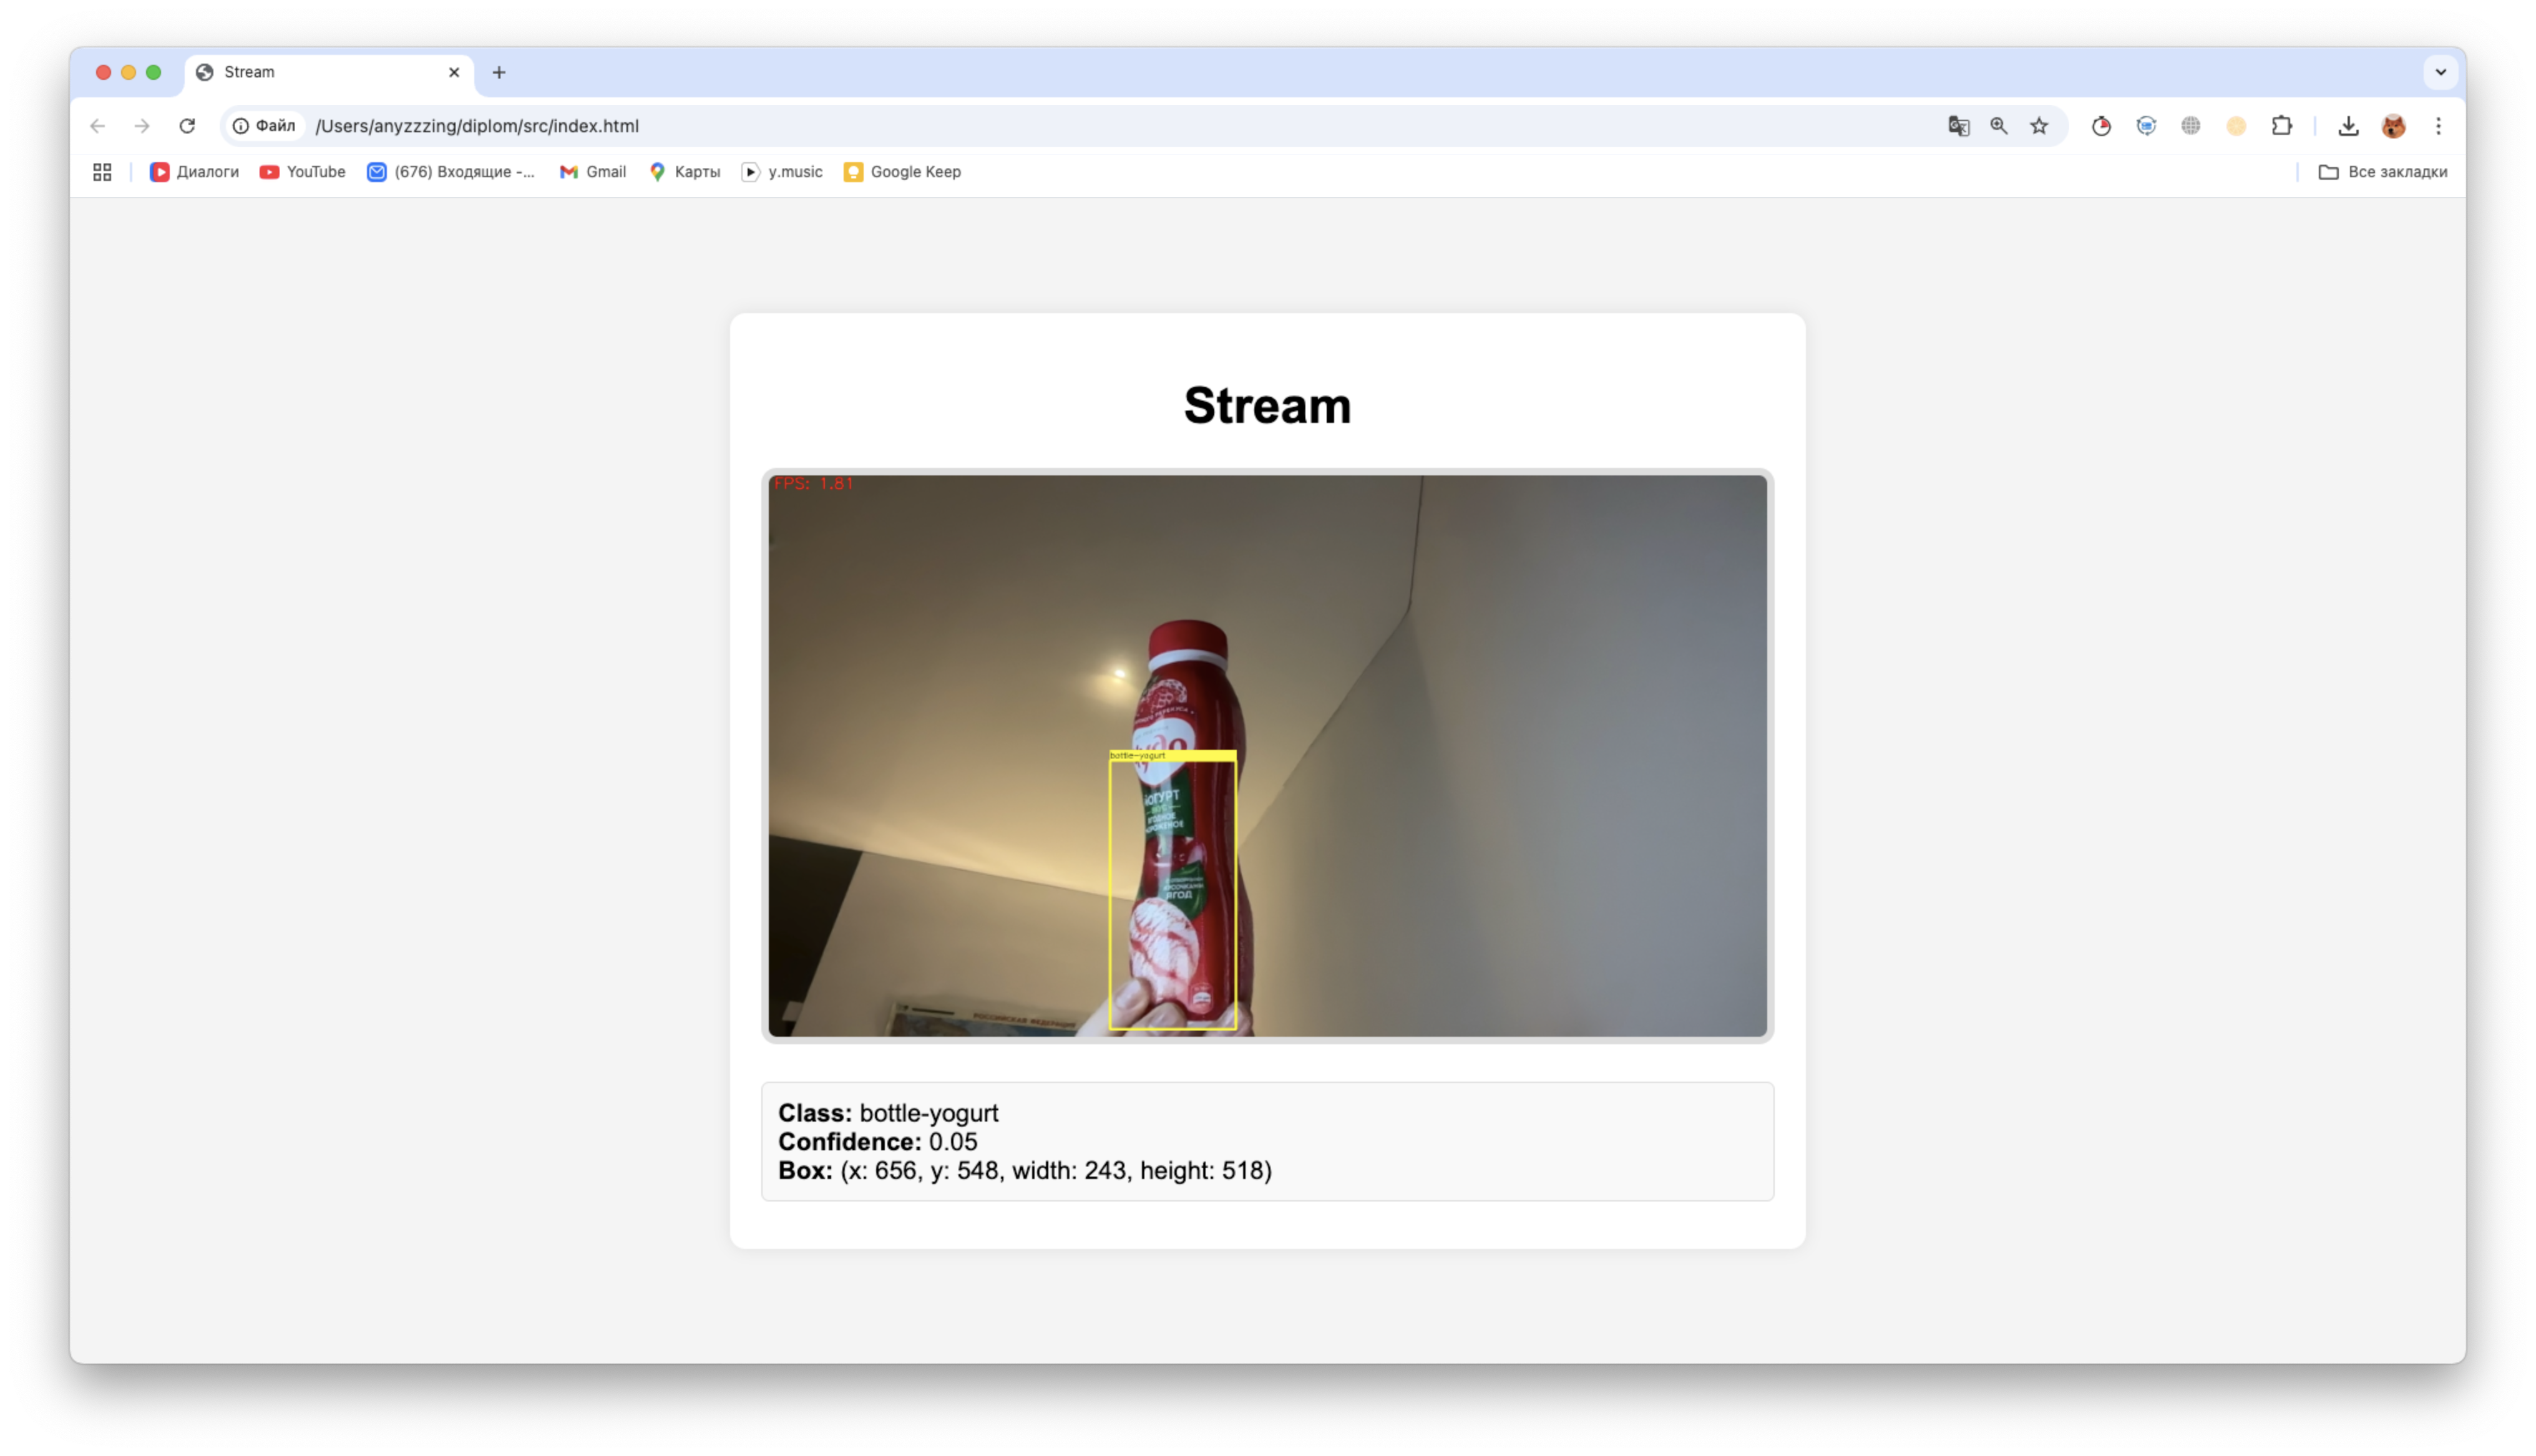 Stream
Файл /Users/anyzzzing/diplom/src/index.html
Диалоги YouTube (676) Входящие -... Gmail Карты y.music Google Keep Все закладки
Stream
FPS: 1.81
bottle-yogurt
ЙОГУРТ
ЯГОД
РОССИЙСКАЯ ФЕДЕРАЦИЯ
Class: bottle-yogurt
Confidence: 0.05
Box: (x: 656, y: 548, width: 243, height: 518)